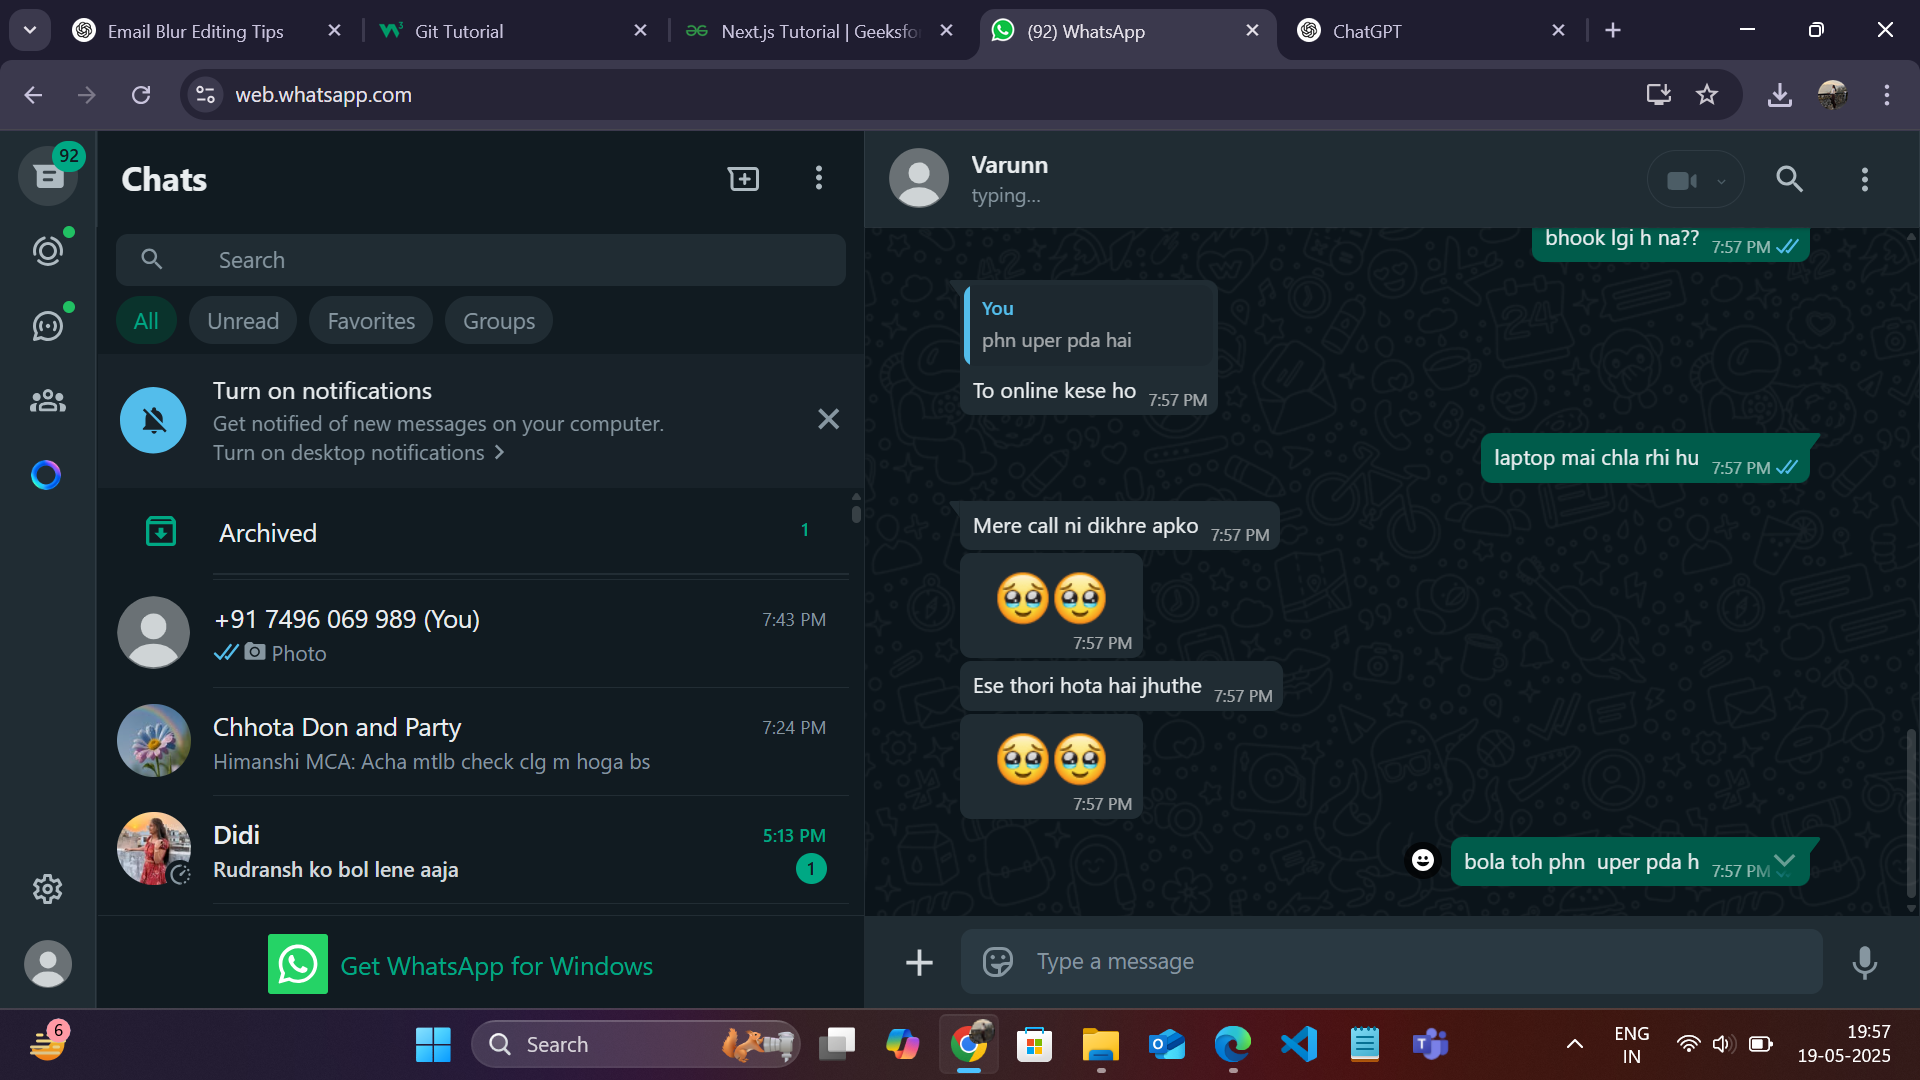 Email Blur Editing Tips
Git Tutorial
Next.js Tutorial | Geeksfo
(92) WhatsApp
ChatGPT
web.whatsapp.com
92
Chats
Search
All
Unread
Favorites
Groups
Turn on notifications
Get notified of new messages on your computer.
Turn on desktop notifications
Archived
1
+91 7496 069 989 (You)
7:43 PM
Photo
Chhota Don and Party
7:24 PM
Himanshi MCA: Acha mtlb check clg m hoga bs
Didi
5:13 PM
Rudransh ko bol lene aaja
1
Get WhatsApp for Windows
Varunn
typing...
bhook lgi h na?? 7:57 PM
You
phn uper pda hai
To online kese ho 7:57 PM
laptop mai chla rhi hu 7:57 PM
Mere call ni dikhre apko 7:57 PM
🥹🥹
7:57 PM
Ese thori hota hai jhuthe 7:57 PM
🥹🥹
7:57 PM
bola toh phn  uper pda h 7:57 PM
Type a message
6
Search
ENG
IN
19:57
19-05-2025